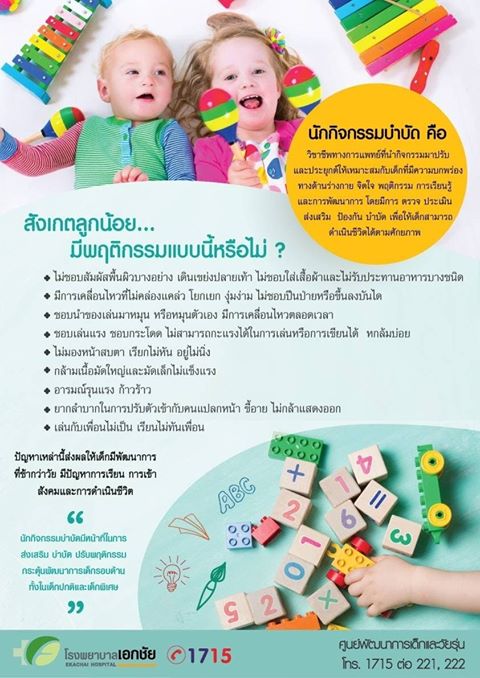 นักกิจกรรมบำบัด คือ
วิชาชีพทางการแพทย์ที่นำกิจกรรมมาปรับ
และประยุกต์ให้เหมาะสมกับเด็กที่มีความบกพร่อง
ทางด้านร่างกาย จิตใจ พฤติกรรม การเรียนรู้
และการพัฒนาการ โดยมีการ ตรวจ ประเมิน
ส่งเสริม ป้องกัน บำบัด เพื่อให้เด็กสามารถ
ดำเนินชีวิตได้ตามศักยภาพ
สังเกตลูกน้อย...
มีพฤติกรรมแบบนี้หรือไม่ ?
ไม่ชอบสัมผัสพื้นผิวบางอย่าง เดินเขย่งปลายเท้า ไม่ชอบใส่เสื้อผ้าและไม่รับประทานอาหารบางชนิด
มีการเคลื่อนไหวที่ไม่คล่องแคล่ว โยกเยก งุ่มง่าม ไม่ชอบปีนป่ายหรือขึ้นลงบันได
ชอบนำของเล่นมาหมุน หรือหมุนตัวเอง มีการเคลื่อนไหวตลอดเวลา
ชอบเล่นแรง ชอบกระโดด ไม่สามารถกะแรงได้ในการเล่นหรือการเขียนได้ หกล้มบ่อย
ไม่มองหน้าสบตา เรียกไม่หัน อยู่ไม่นิ่ง
กล้ามเนื้อมัดใหญ่และมัดเล็กไม่แข็งแรง
อารมณ์รุนแรง ก้าวร้าว
ยากลำบากในการปรับตัวเข้ากับคนแปลกหน้า ขี้อาย ไม่กล้าแสดงออก
เล่นกับเพื่อนไม่เป็น เรียนไม่ทันเพื่อน
ปัญหาเหล่านี้ส่งผลให้เด็กมีพัฒนาการ
ที่ช้ากว่าวัย มีปัญหาการเรียน การเข้า
สังคมและการดำเนินชีวิต
“
นักกิจกรรมบำบัดมีหน้าที่ในการ
ส่งเสริม บำบัด ปรับพฤติกรรม
กระตุ้นพัฒนาการเด็กรอบด้าน
ทั้งในเด็กปกติและเด็กพิเศษ
”
ABC
+ 4 1
2 6 =
× 9 3
1
0
5 2
โรงพยาบาลเอกชัย
EKACHAI HOSPITAL
1715
ศูนย์พัฒนาการเด็กและวัยรุ่น
โทร. 1715 ต่อ 221, 222